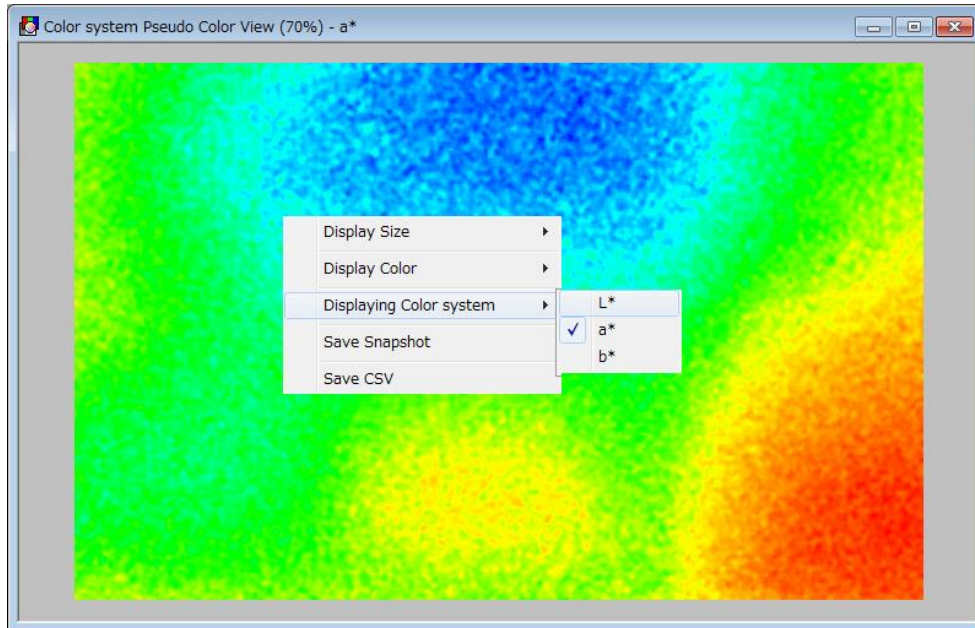 Color system Pseudo Color View (70%) - a*
Display Size
Display Color
Displaying Color system
L*
a*
b*
Save Snapshot
Save CSV